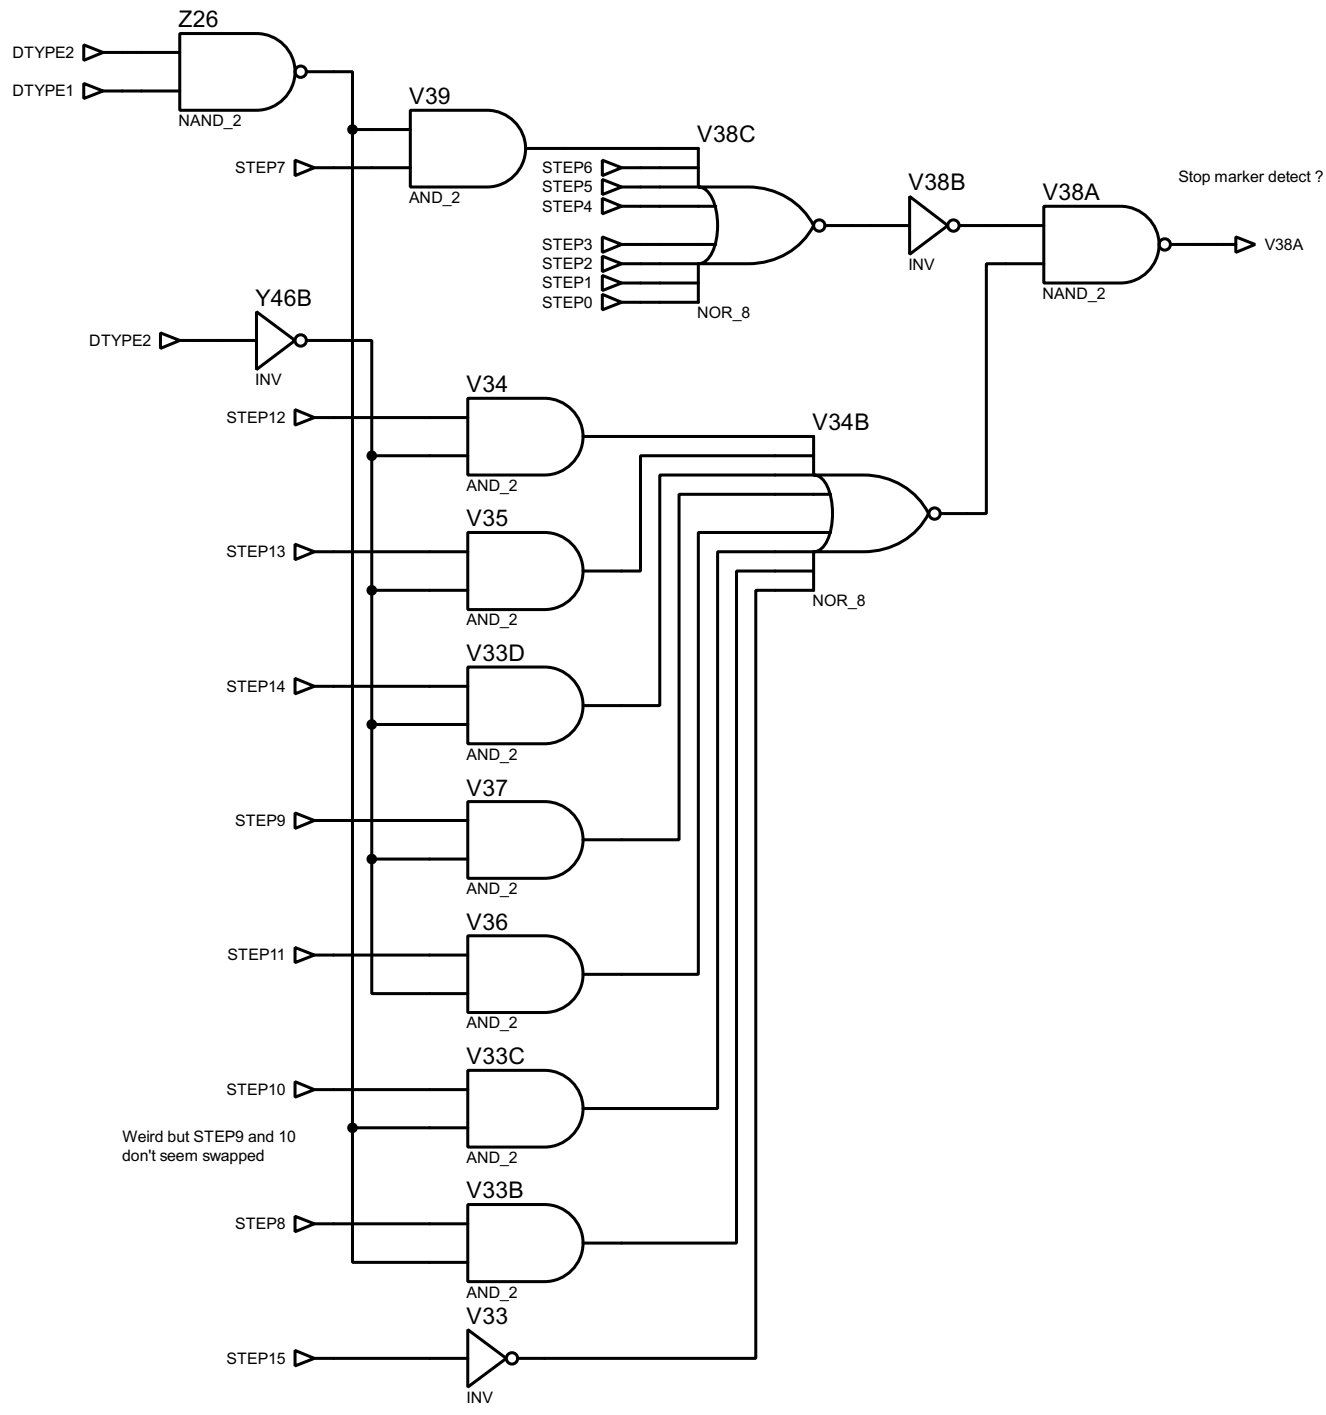 Z26
DTYPE2
DTYPE1
NAND_2
V39
STEP7
AND_2
V38C
STEP6
STEP5
STEP4
STEP3
STEP2
STEP1
STEP0
NOR_8
V38B
INV
V38A
Stop marker detect ?
V38A
NAND_2
Y46B
DTYPE2
INV
V34
STEP12
AND_2
V34B
NOR_8
V35
STEP13
AND_2
V33D
STEP14
AND_2
V37
STEP9
AND_2
V36
STEP11
AND_2
V33C
STEP10
AND_2
Weird but STEP9 and 10
don't seem swapped
V33B
STEP8
AND_2
V33
STEP15
INV